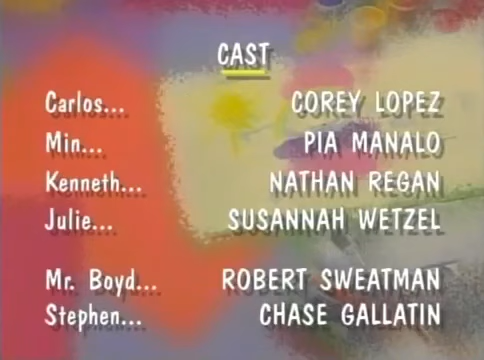 CAST
Carlos... COREY LOPEZ
Min... PIA MANALO
Kenneth... NATHAN REGAN
Julie... SUSANNAH WETZEL
Mr. Boyd... ROBERT SWEATMAN
Stephen... CHASE GALLATIN